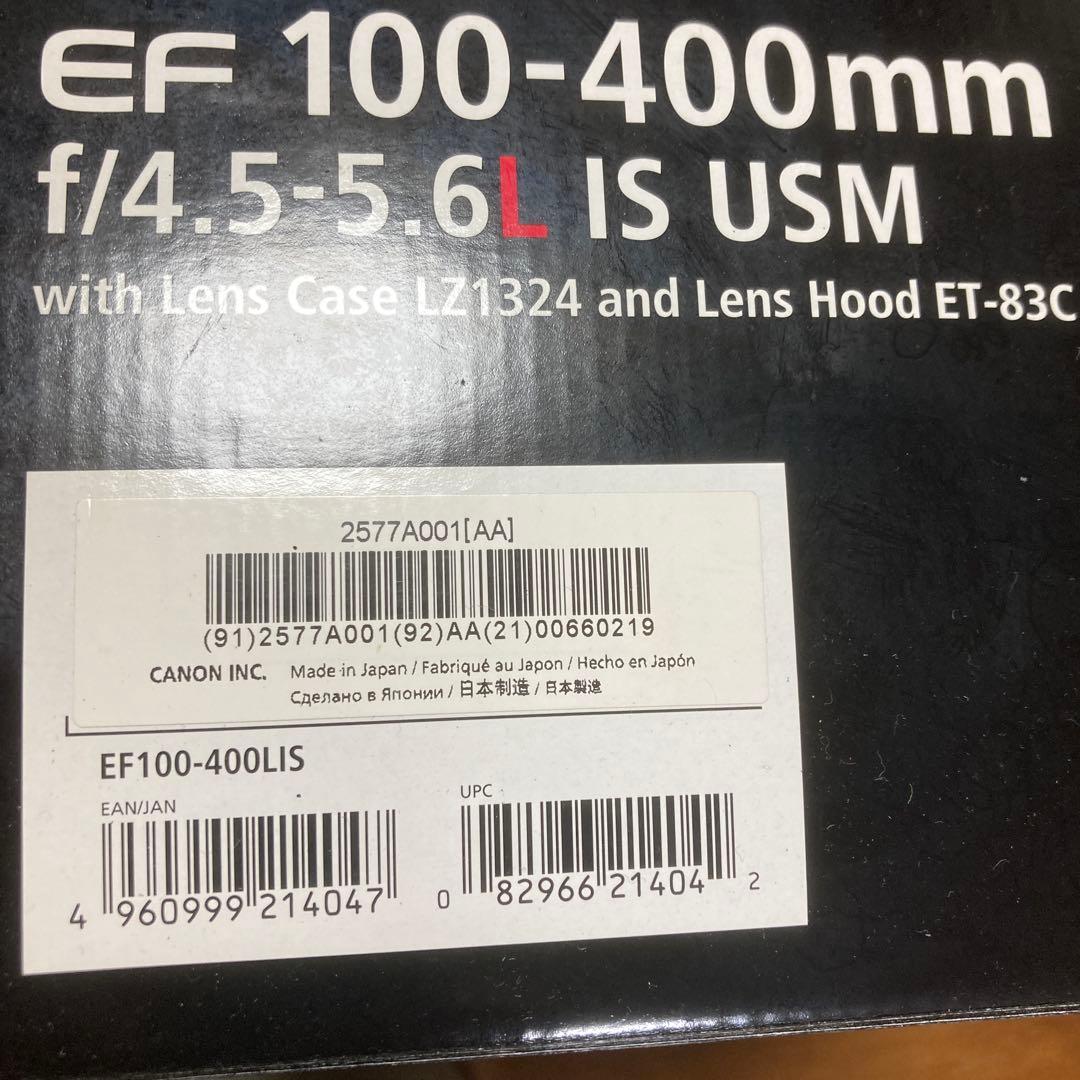 EF 100-400mm
f/4.5-5.6L IS USM
with Lens Case LZ1324 and Lens Hood ET-83C
2577A001[AA]
(91)2577A001(92)AA(21)00660219
CANON INC. Made in Japan / Fabriqué au Japon / Hecho en Japón
Сделано в Японии / 日本制造 / 日本製造
EF100-400LIS
EAN/JAN
UPC
4 960999 214047
0 82966 21404 2